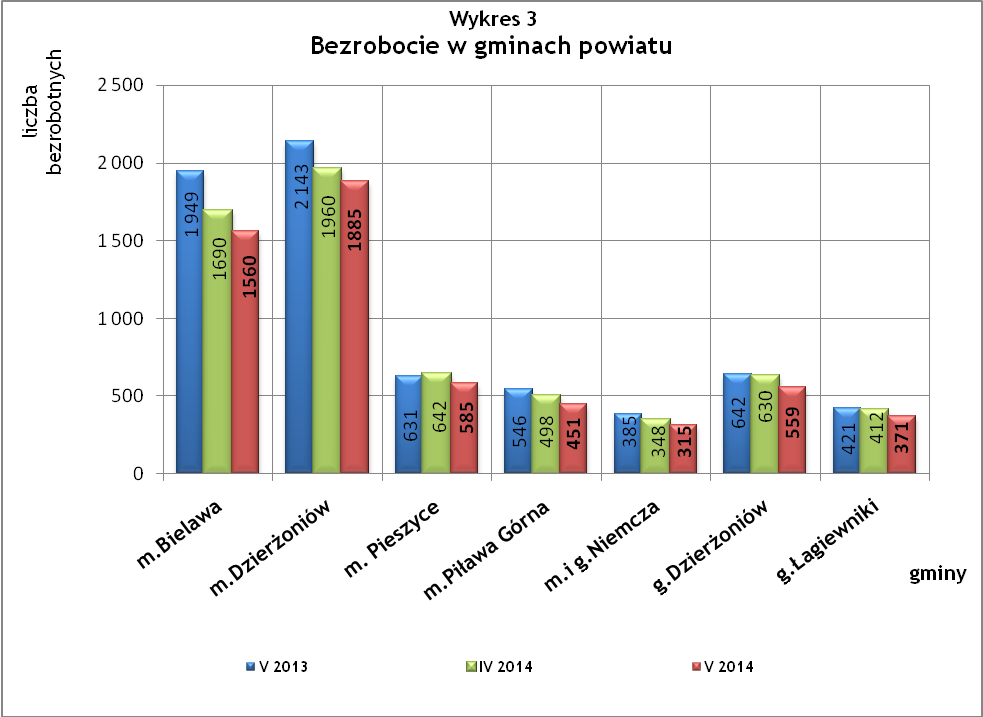 Wykres 3
Bezrobocie w gminach powiatu
liczba
bezrobotnych
2 500
2 000
1 500
1 000
500
0
1 949
1690
1560
2 143
1960
1885
631
642
585
546
498
451
385
348
315
642
630
559
421
412
371
m.Bielawa
m.Dzierżoniów
m. Pieszyce
m.Piława Górna
m.i g.Niemcza
g.Dzierżoniów
g.Łagiewniki
gminy
V 2013
IV 2014
V 2014